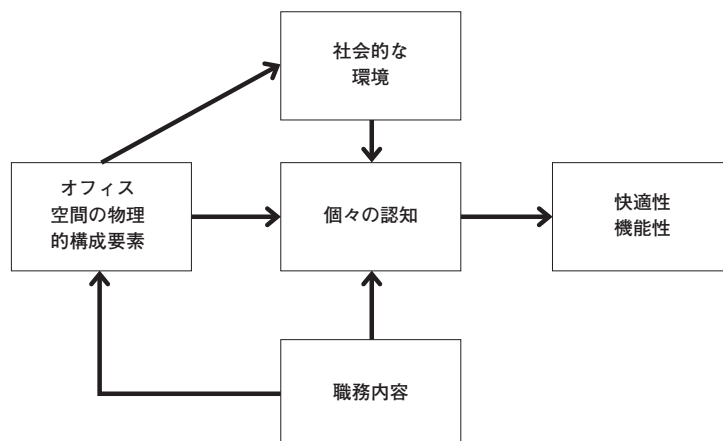 社会的な
環境
オフィス
空間の物理
的構成要素
個々の認知
快適性
機能性
職務内容